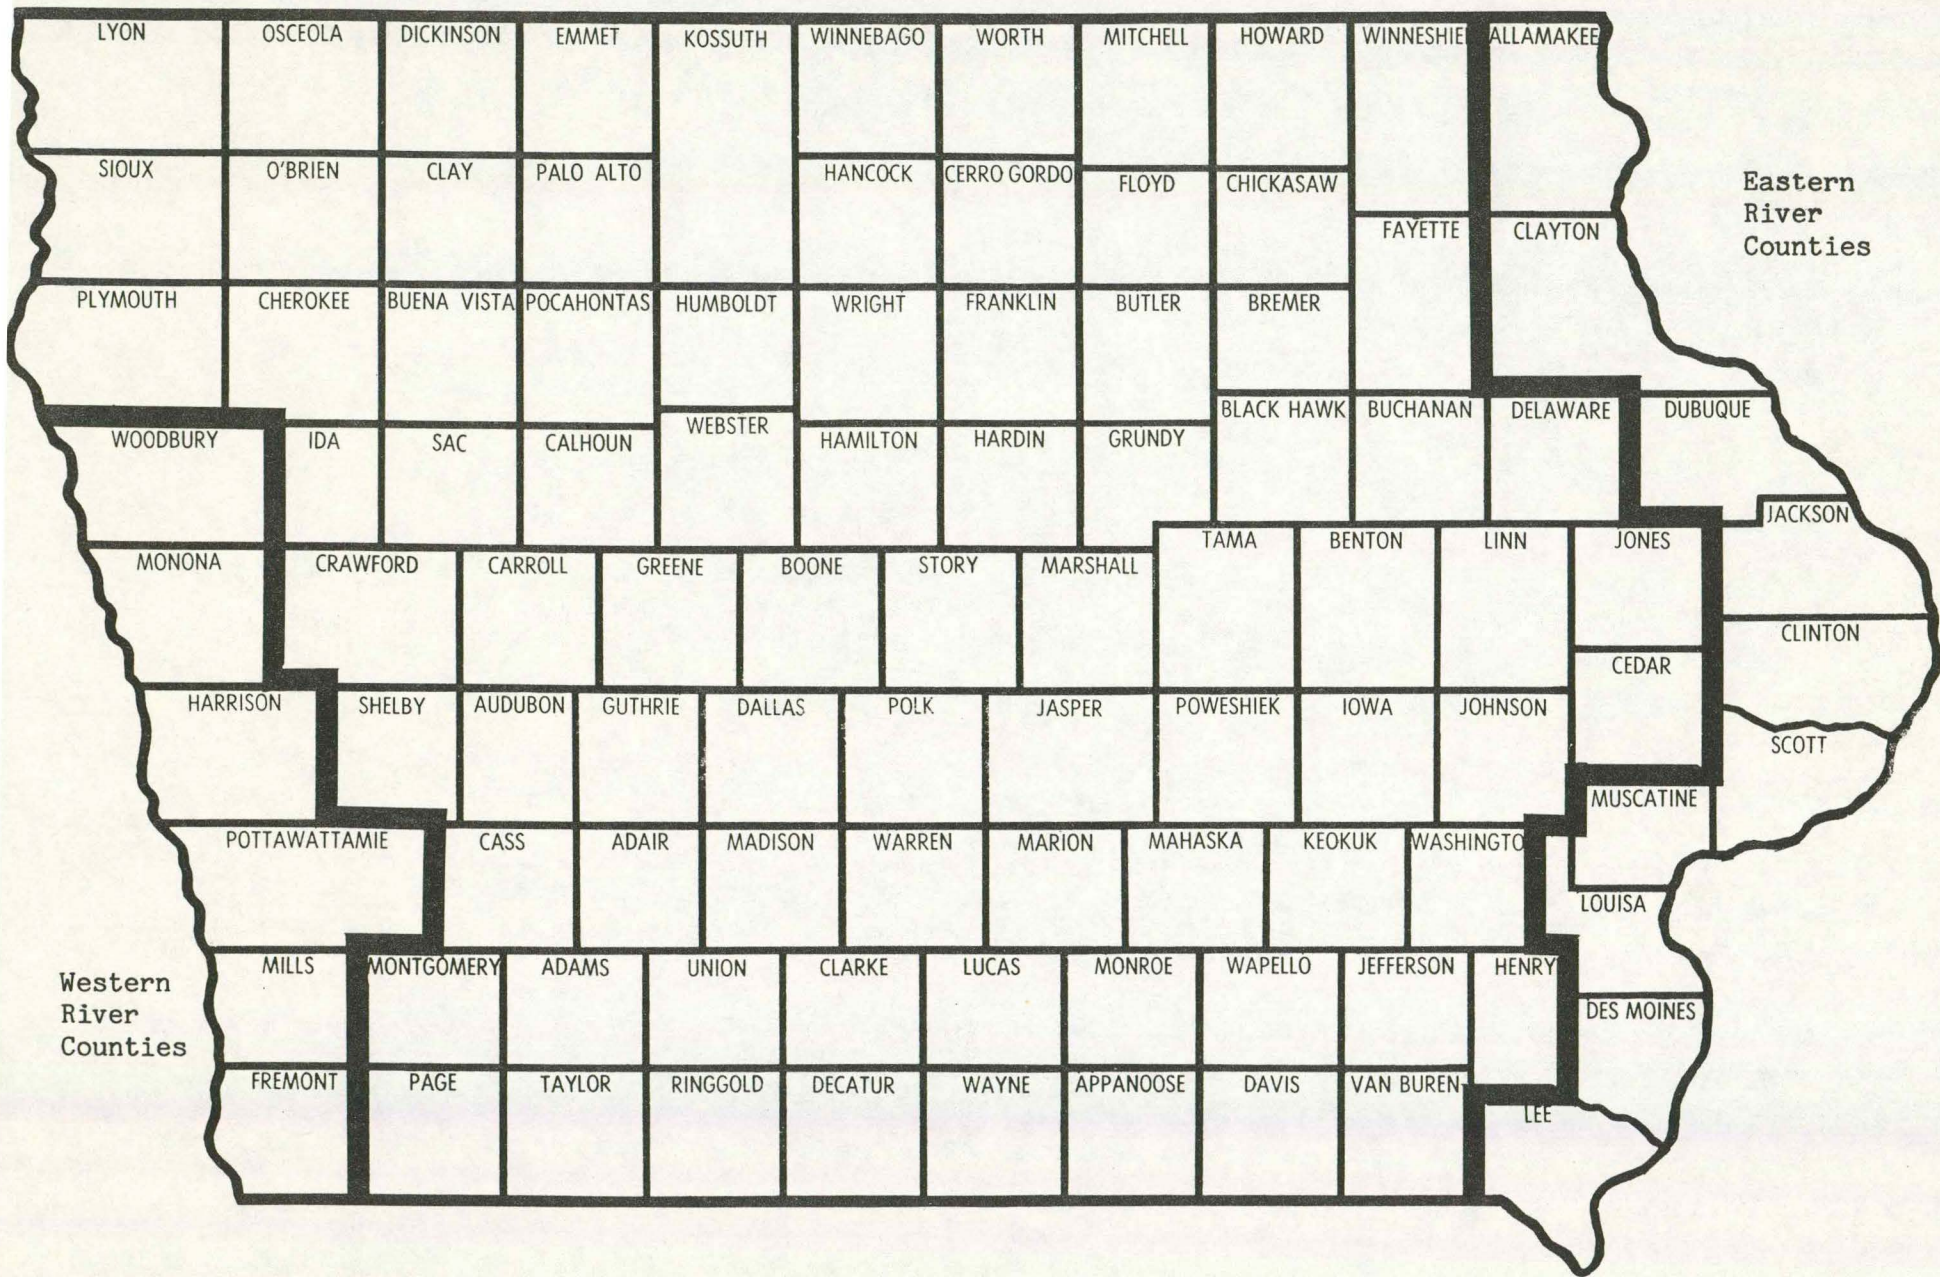 LYON OSCEOLA DICKINSON EMMET KOSSUTH WINNEBAGO WORTH MITCHELL HOWARD WINNESHIE ALLAMAKEE
SIOUX O'BRIEN CLAY PALO ALTO HANCOCK CERRO GORDO FLOYD CHICKASAW
Eastern
River
Counties
FAYETTE CLAYTON
PLYMOUTH CHEROKEE BUENA VISTA POCAHONTAS HUMBOLDT WRIGHT FRANKLIN BUTLER BREMER
WOODBURY IDA SAC CALHOUN WEBSTER HAMILTON HARDIN GRUNDY BLACK HAWK BUCHANAN DELAWARE DUBUQUE
JACKSON
MONONA CRAWFORD CARROLL GREENE BOONE STORY MARSHALL TAMA BENTON LINN JONES
CLINTON
CEDAR
HARRISON SHELBY AUDUBON GUTHRIE DALLAS POLK JASPER POWESHIEK IOWA JOHNSON
SCOTT
MUSCATINE
POTTAWATTAMIE CASS ADAIR MADISON WARREN MARION MAHASKA KEOKUK WASHINGTO
LOUISA
MILLS MONTGOMERY ADAMS UNION CLARKE LUCAS MONROE WAPELLO JEFFERSON HENRY
Western
River
Counties
DES MOINES
FREMONT PAGE TAYLOR RINGGOLD DECATUR WAYNE APPANOOSE DAVIS VAN BUREN
LEE